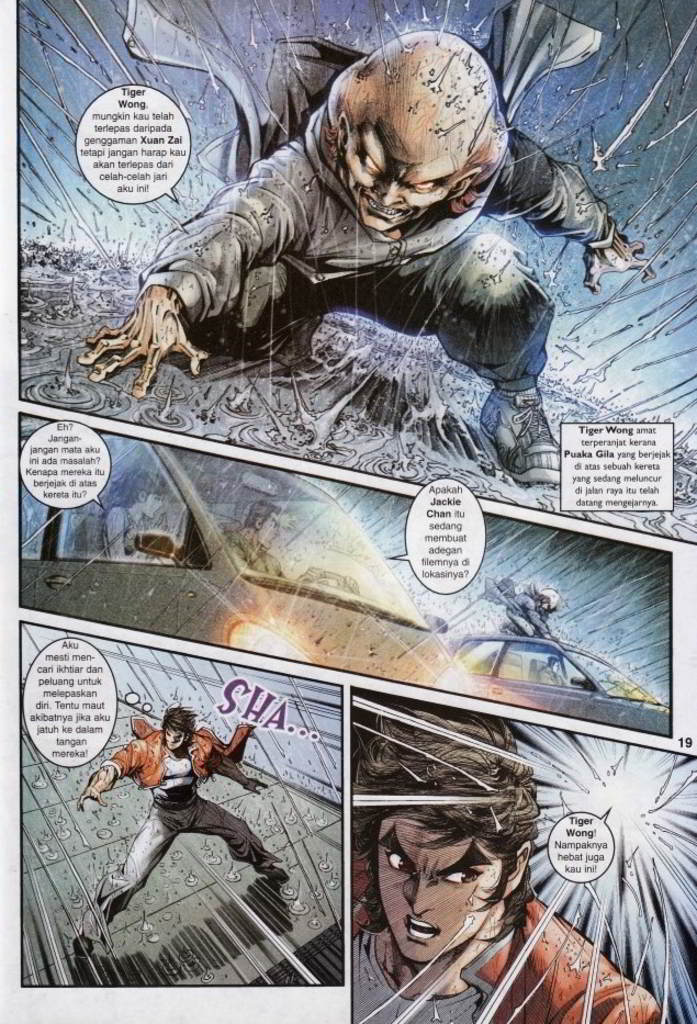 Tiger
Wong,
mungkin kau telah
terlepas daripada
genggaman Xuan Zai
tetapi jangan harap kau
akan terlepas dari
celah-celah jari
aku ini!
Tiger Wong amat
terperanjat kerana
Puaka Gila yang berjejak
di atas sebuah kereta
yang sedang meluncur
di jalan raya itu telah
datang mengejarnya.
Eh?
Jangan-
jangan mata aku
ini ada masalah?
Kenapa mereka itu
berjejak di atas
kereta itu?
Apakah
Jackie
Chan itu
sedang
membuat
adegan
filemnya di
lokasinya?
Aku
mesti men-
cari ikhtiar dan
peluang untuk
melepaskan
diri. Tentu maut
akibatnya jika aku
jatuh ke dalam
tangan
mereka!
SHA...
Tiger
Wong!
Nampaknya
hebat juga
kau ini!
19